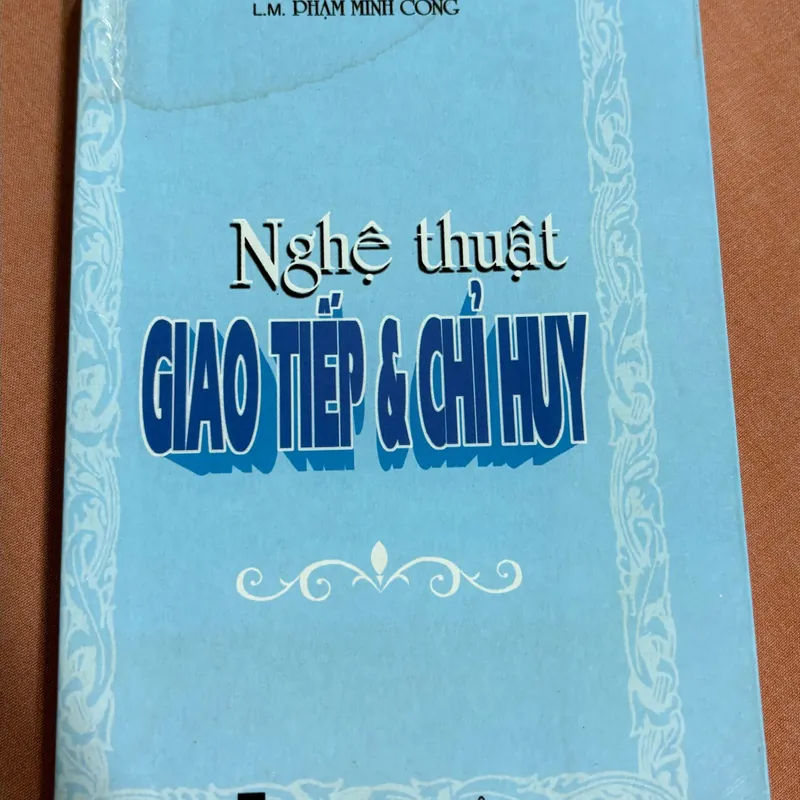 L.M. PHẠM MINH CÔNG
Nghệ thuật
GIAO TIẾP & CHỈ HUY